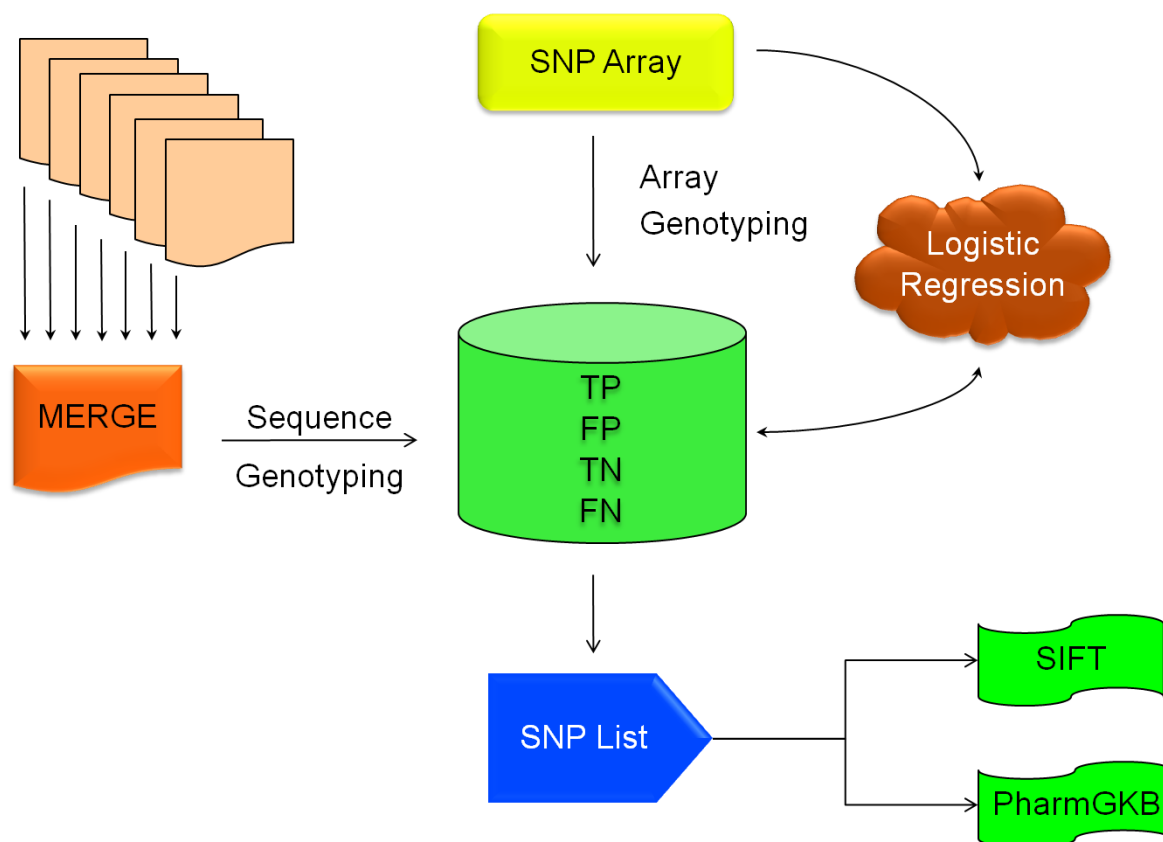 SNP Array
Array
Genotyping
Logistic
Regression
MERGE
Sequence
Genotyping
TP
FP
TN
FN
SNP List
SIFT
PharmGKB